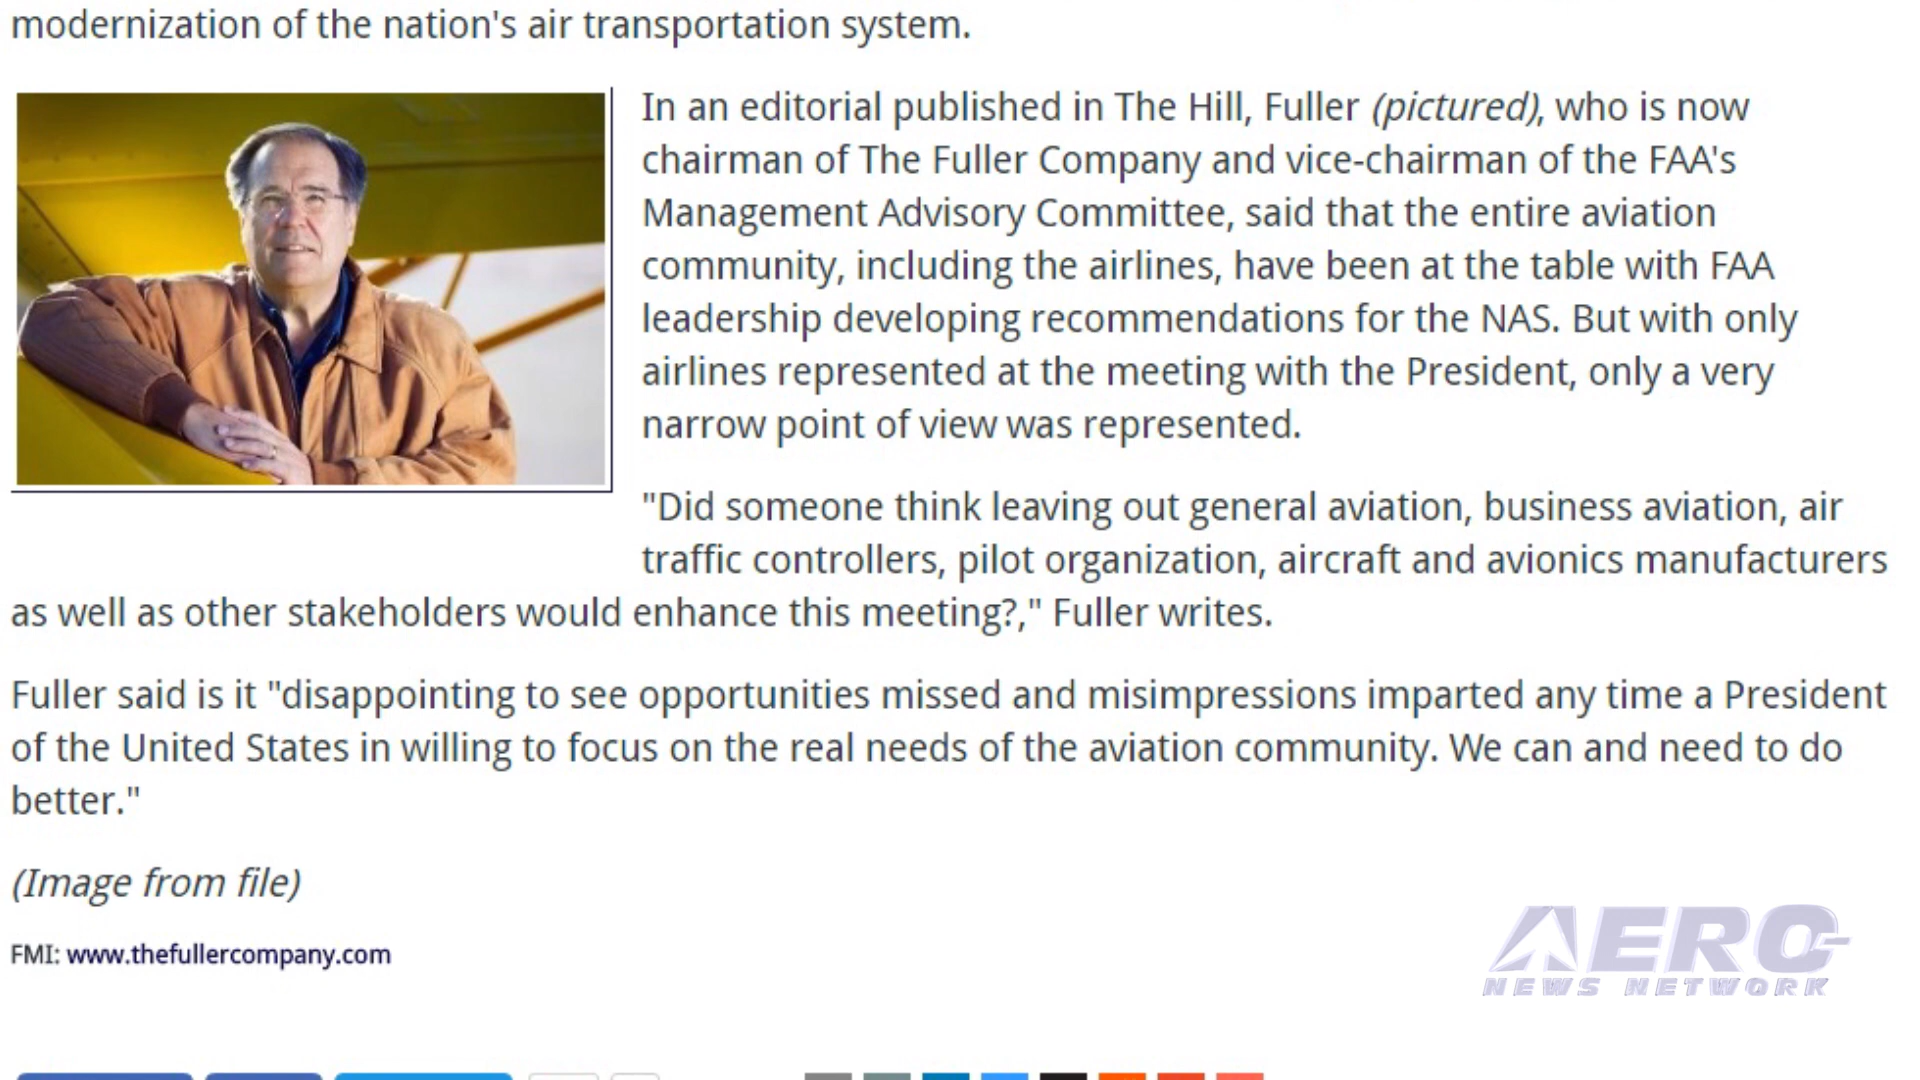 modernization of the nation's air transportation system.
In an editorial published in The Hill, Fuller (pictured), who is now
chairman of The Fuller Company and vice-chairman of the FAA's
Management Advisory Committee, said that the entire aviation
community, including the airlines, have been at the table with FAA
leadership developing recommendations for the NAS. But with only
airlines represented at the meeting with the President, only a very
narrow point of view was represented.
"Did someone think leaving out general aviation, business aviation, air
traffic controllers, pilot organization, aircraft and avionics manufacturers
as well as other stakeholders would enhance this meeting?," Fuller writes.
Fuller said is it "disappointing to see opportunities missed and misimpressions imparted any time a President
of the United States in willing to focus on the real needs of the aviation community. We can and need to do
better."
(Image from file)
FMI: www.thefullercompany.com
AERO
NEWS NETWORK